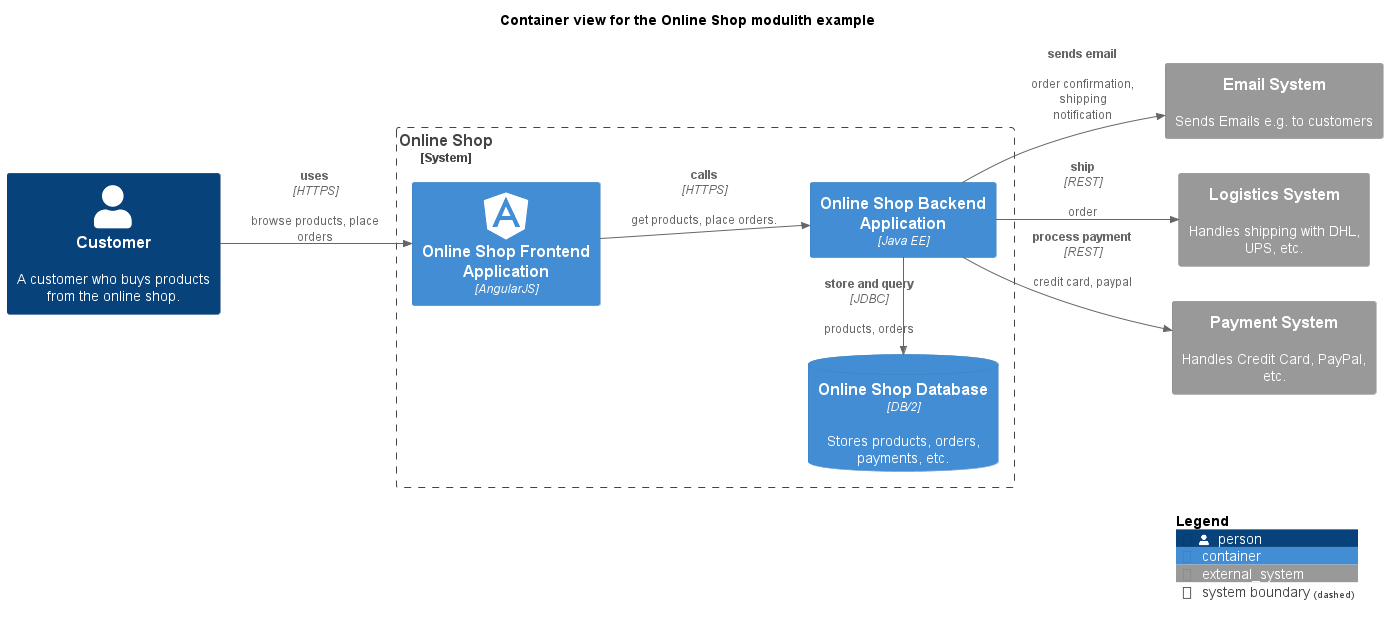 Container view for the Online Shop modulith example
Customer
A customer who buys products
from the online shop.
uses
[HTTPS]
browse products, place
orders
Online Shop
[System]
Online Shop Frontend
Application
[AngularJS]
calls
[HTTPS]
get products, place orders.
Online Shop Backend
Application
[Java EE]
store and query
[JDBC]
products, orders
Online Shop Database
[DB/2]
Stores products, orders,
payments, etc.
sends email
order confirmation,
shipping
notification
Email System
Sends Emails e.g. to customers
ship
[REST]
order
Logistics System
Handles shipping with DHL,
UPS, etc.
process payment
[REST]
credit card, paypal
Payment System
Handles Credit Card, PayPal,
etc.
Legend
person
container
external_system
system boundary (dashed)